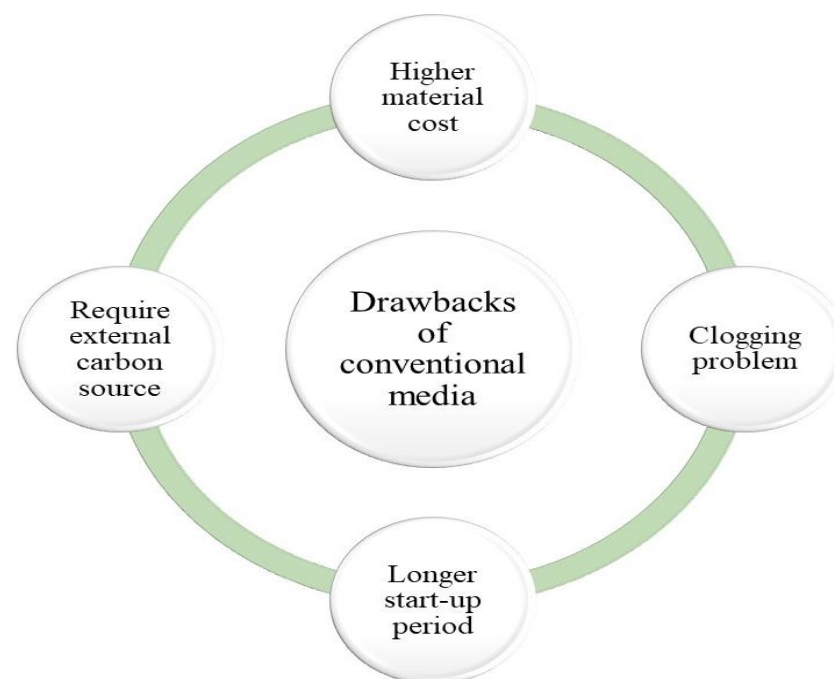 Higher
material
cost
Require
external
carbon
source
Drawbacks
of
conventional
media
Clogging
problem
Longer
start-up
period